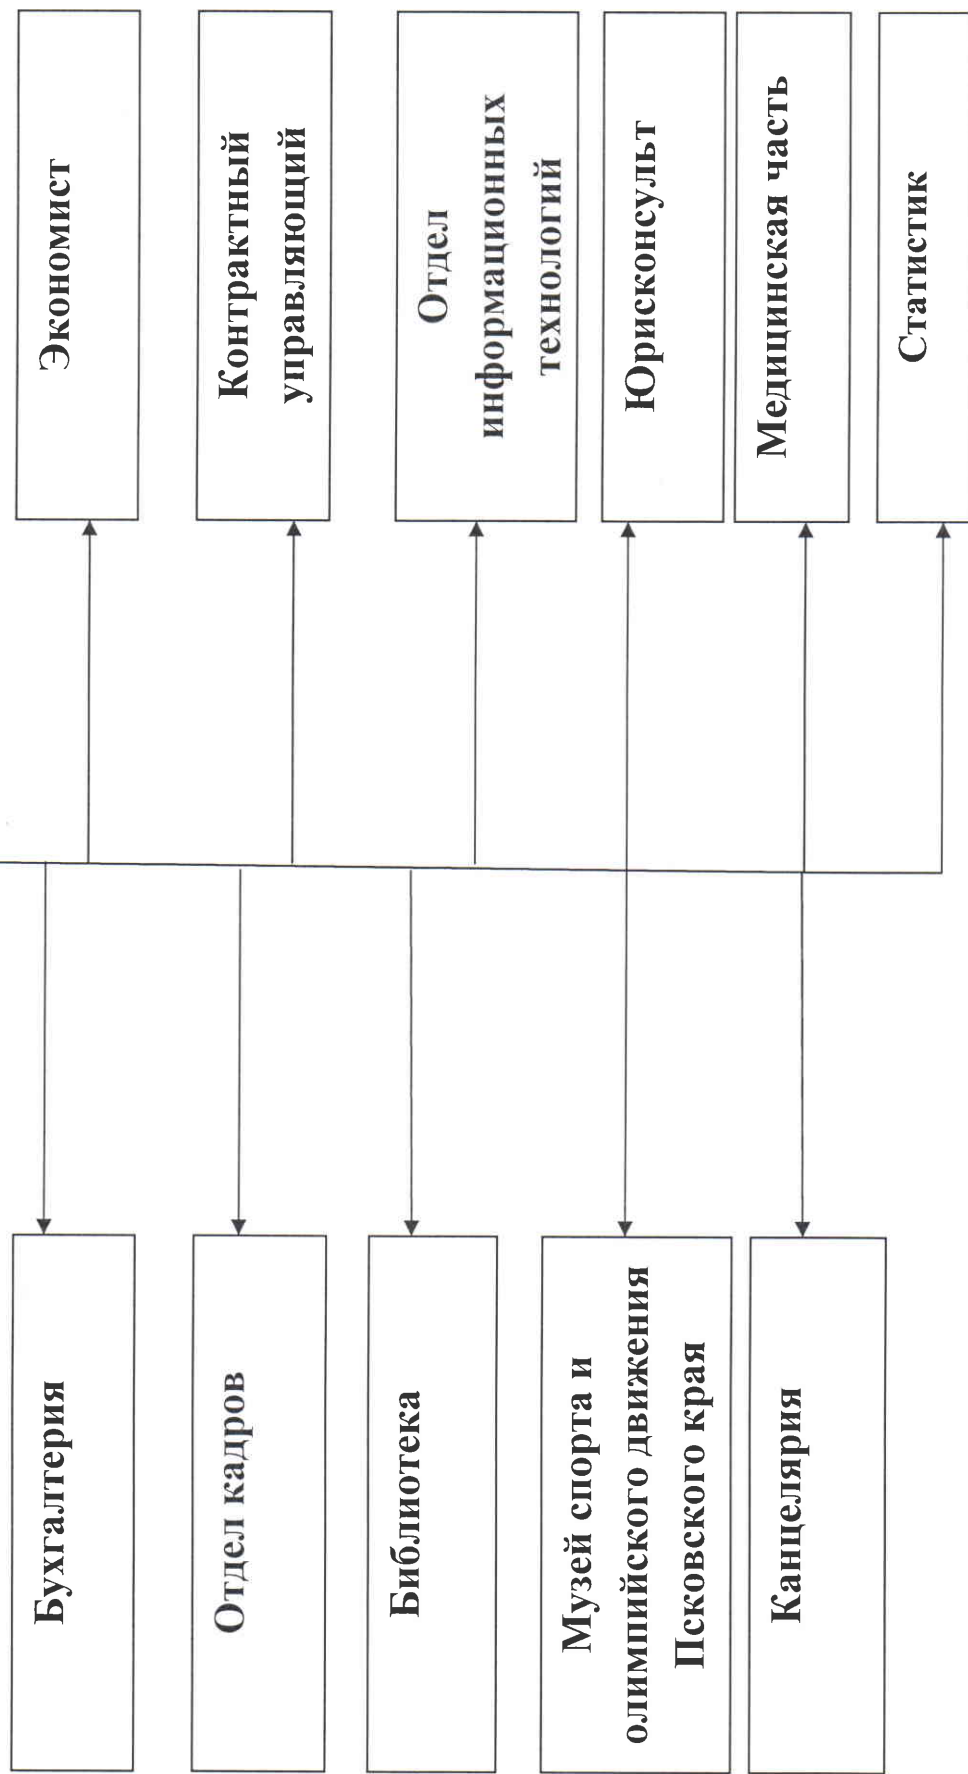 Бухгалтерия
Экономист
Отдел кадров
Контрактный
управляющий
Библиотека
Отдел
информационных
технологий
Музей спорта и
олимпийского движения
Псковского края
Юрисконсульт
Канцелярия
Медицинская часть
Статистик